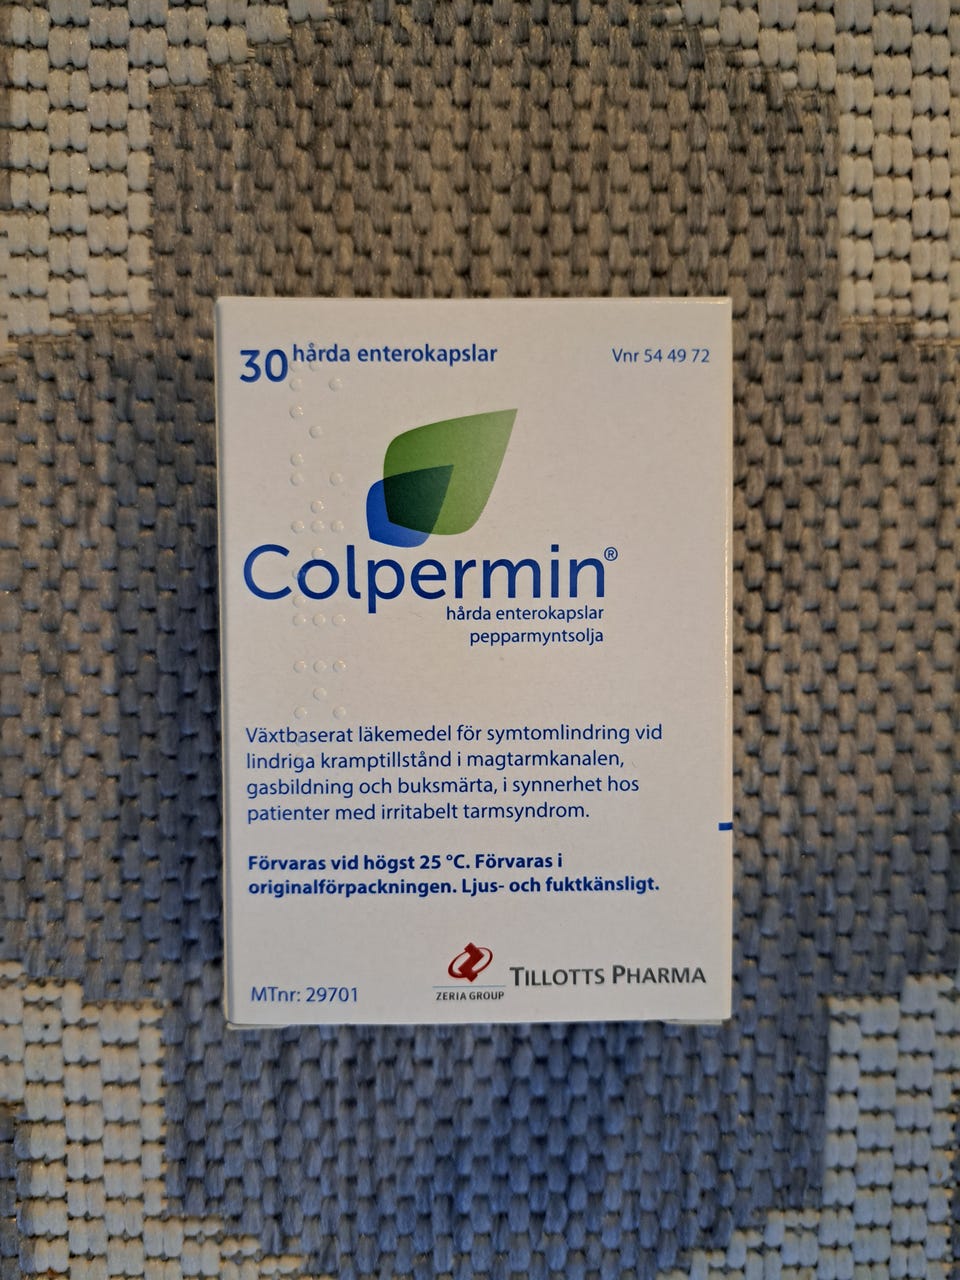 30 hårda enterokapslar
Vnr 54 49 72
Colpermin®
hårda enterokapslar
pepparmyntsolja
Växtbaserat läkemedel för symtomlindring vid
lindriga kramptillstånd i magtarmkanalen,
gasbildning och buksmärta, i synnerhet hos
patienter med irritabelt tarmsyndrom.
Förvaras vid högst 25 °C. Förvaras i
originalförpackningen. Ljus- och fuktkänsligt.
MTnr: 29701
ZERIA GROUP
TILLOTTS PHARMA